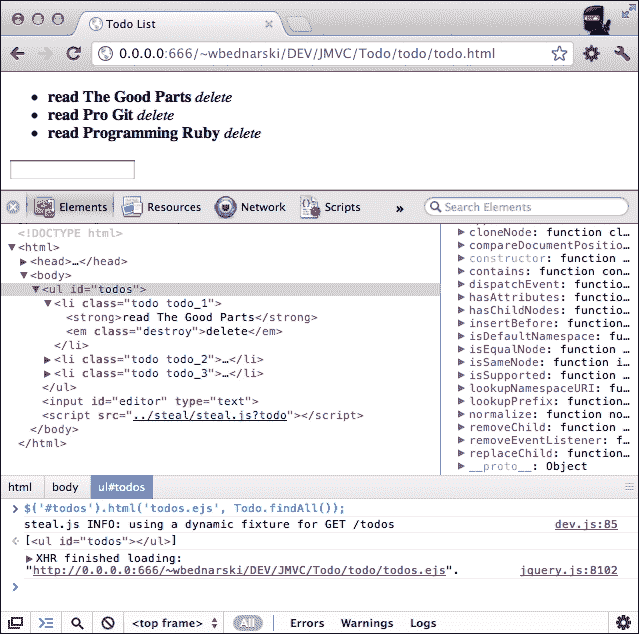 Todo List
0.0.0.0:666/~wbednarski/DEV/JMVC/Todo/todo/todo.html
read The Good Parts delete
read Pro Git delete
read Programming Ruby delete
Elements Resources Network Scripts » Search Elements
<!DOCTYPE html>
▼<html>
▶<head>…</head>
▼<body>
▼<ul id="todos">
▼<li class="todo todo_1">
<strong>read The Good Parts</strong>
<em class="destroy">delete</em>
</li>
▶<li class="todo todo_2">…</li>
▶<li class="todo todo_3">…</li>
</ul>
<input id="editor" type="text">
<script src="../steal/steal.js?todo"></script>
</body>
</html>
▶cloneNode: function cl…
▶compareDocumentPositio…
▶constructor: function …
▶contains: function con…
▶dispatchEvent: functio…
▶hasAttributes: functio…
▶hasChildNodes: functio…
▶insertBefore: function…
▶isDefaultNamespace: fu…
▶isEqualNode: function …
▶isSameNode: function i…
▶isSupported: function …
▶lookupNamespaceURI: fu…
▶lookupPrefix: function…
▶normalize: function no…
▶removeChild: function …
▶removeEventListener: f…
▶replaceChild: function…
▶__proto__: Object
html body ul#todos
> $('#todos').html('todos.ejs', Todo.findAll());
steal.js INFO: using a dynamic fixture for GET /todos dev.js:85
[<ul id="todos"></ul>]
▶XHR finished loading:
"http://0.0.0.0:666/~wbednarski/DEV/JMVC/Todo/todo/todos.ejs". jquery.js:8102
>
<top frame> All Errors Warnings Logs